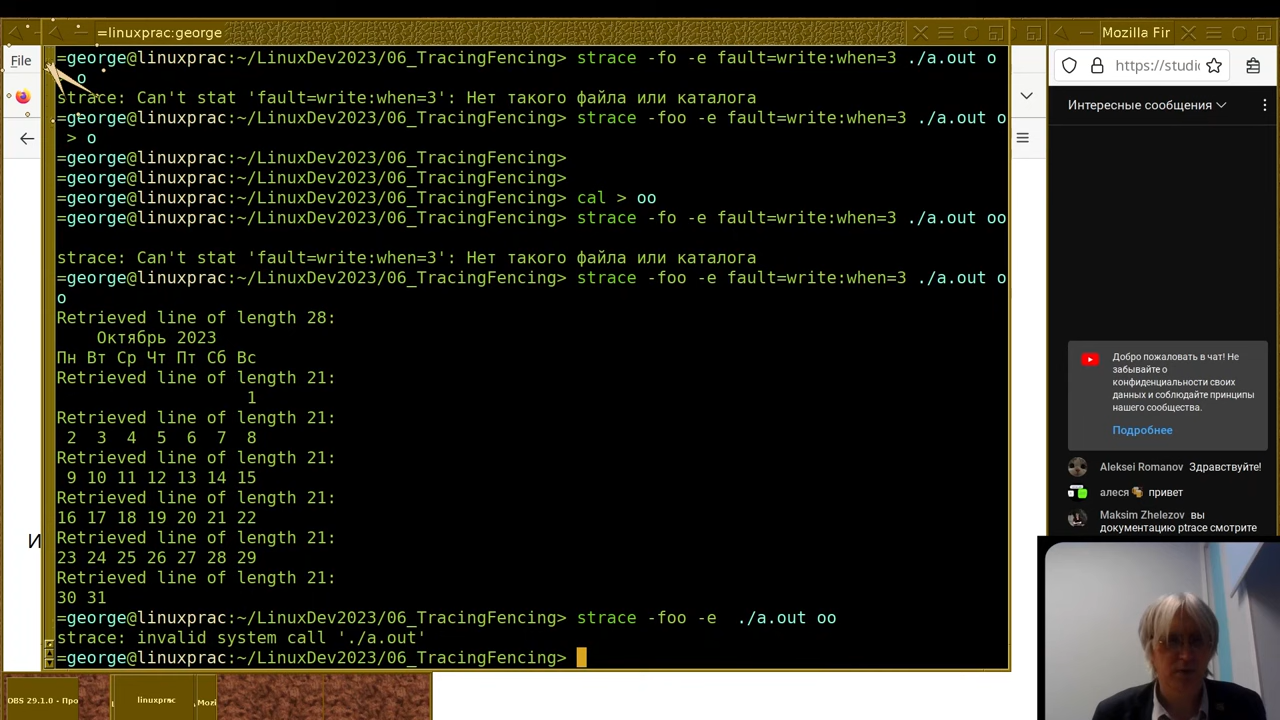 =linuxprac:george
Mozilla Fir
File
=george@linuxprac:~/LinuxDev2023/06_TracingFencing> strace -fo -e fault=write:when=3 ./a.out o
o
strace: Can't stat 'fault=write:when=3': Нет такого файла или каталога
=george@linuxprac:~/LinuxDev2023/06_TracingFencing> strace -foo -e fault=write:when=3 ./a.out o
> o
=george@linuxprac:~/LinuxDev2023/06_TracingFencing>
=george@linuxprac:~/LinuxDev2023/06_TracingFencing>
=george@linuxprac:~/LinuxDev2023/06_TracingFencing> cal > oo
=george@linuxprac:~/LinuxDev2023/06_TracingFencing> strace -fo -e fault=write:when=3 ./a.out oo
strace: Can't stat 'fault=write:when=3': Нет такого файла или каталога
=george@linuxprac:~/LinuxDev2023/06_TracingFencing> strace -foo -e fault=write:when=3 ./a.out o
o
Retrieved line of length 28:
Октябрь 2023
Пн Вт Ср Чт Пт Сб Вс
Retrieved line of length 21:
1
Retrieved line of length 21:
2 3 4 5 6 7 8
Retrieved line of length 21:
9 10 11 12 13 14 15
Retrieved line of length 21:
16 17 18 19 20 21 22
Retrieved line of length 21:
23 24 25 26 27 28 29
Retrieved line of length 21:
30 31
=george@linuxprac:~/LinuxDev2023/06_TracingFencing> strace -foo -e  ./a.out oo
strace: invalid system call './a.out'
=george@linuxprac:~/LinuxDev2023/06_TracingFencing>
https://studi
Интересные сообщения
Добро пожаловать в чат! Не
забывайте о
конфиденциальности своих
данных и соблюдайте принципы
нашего сообщества.
Подробнее
Aleksei Romanov Здравствуйте!
алеся привет
Maksim Zhelezov вы
документацию ptrace смотрите
И
OBS 29.1.0 - Про
linuxprac
Mozi